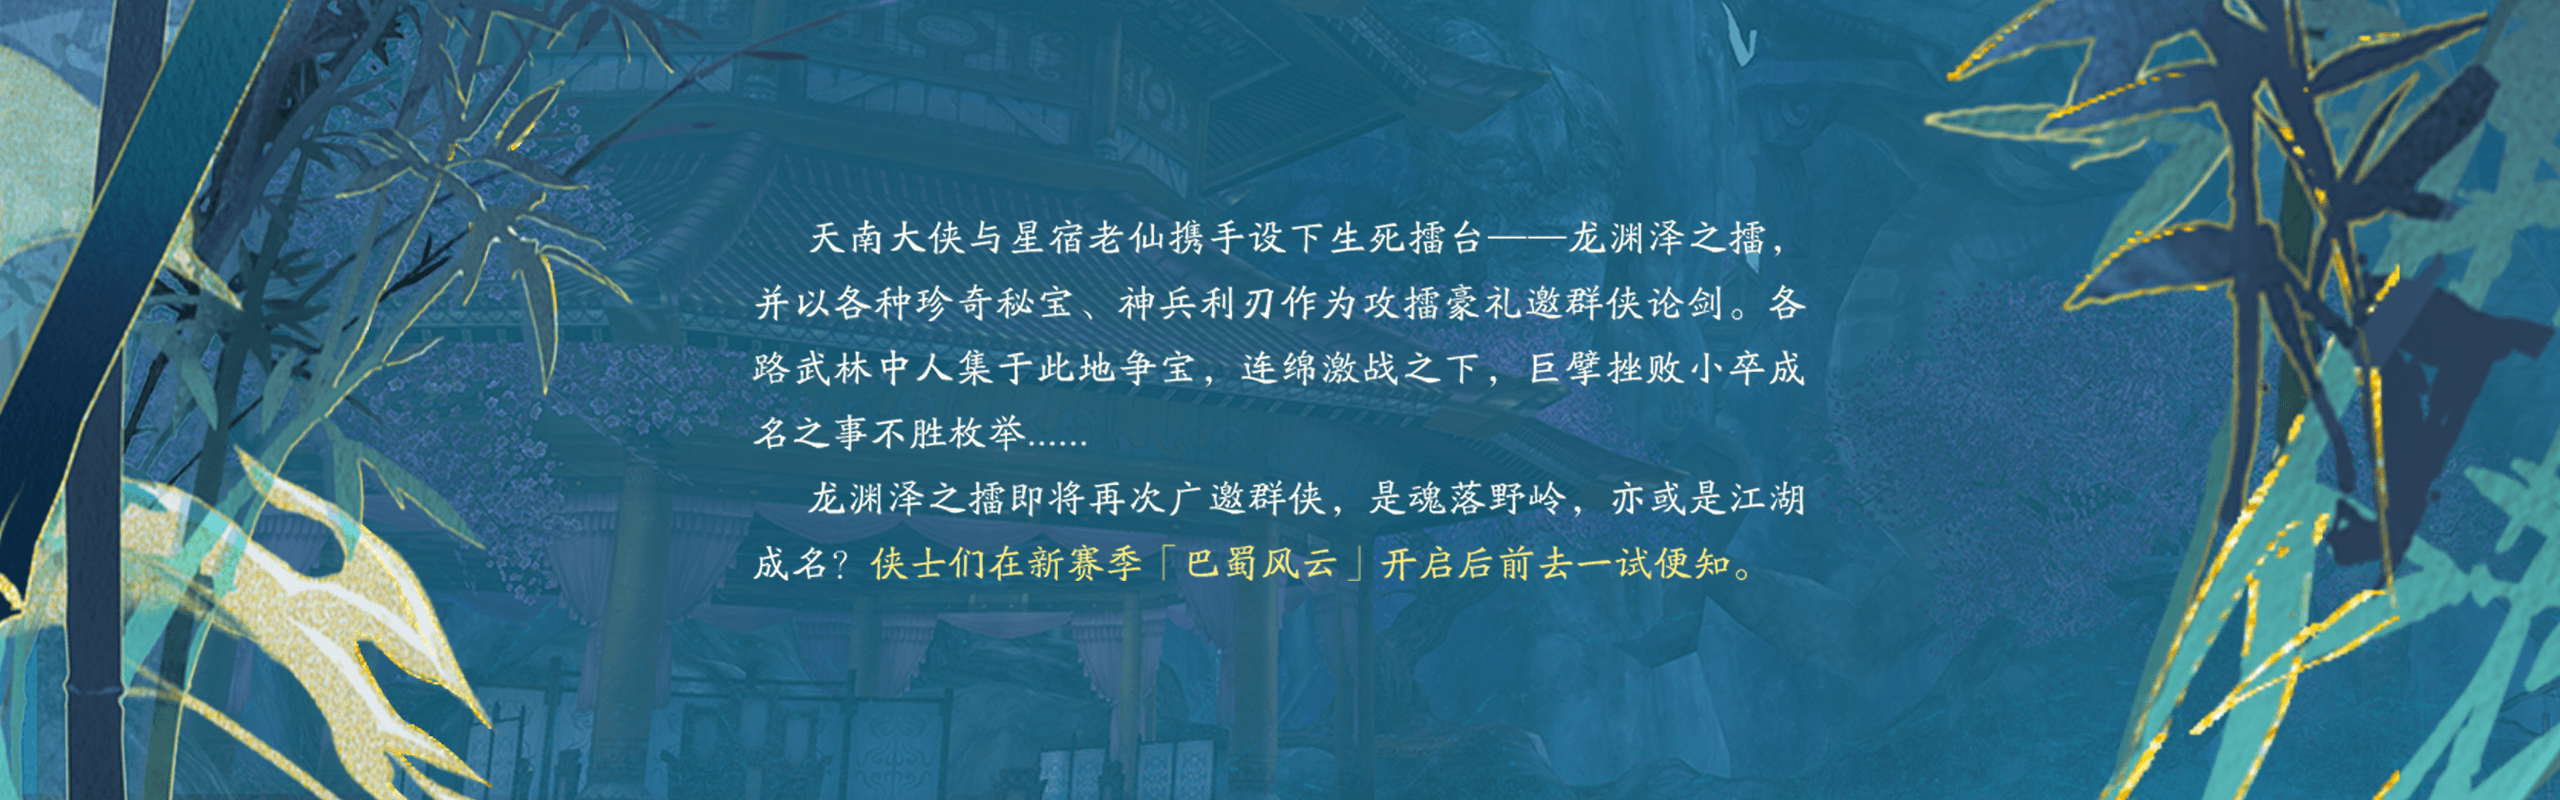 天南大侠与星宿老仙携手设下生死擂台——龙渊泽之擂，
并以各种珍奇秘宝、神兵利刃作为攻擂豪礼邀群侠论剑。各
路武林中人集于此地争宝，连绵激战之下，巨擘挫败小卒成
名之事不胜枚举......
龙渊泽之擂即将再次广邀群侠，是魂落野岭，亦或是江湖
成名？侠士们在新赛季「巴蜀风云」开启后前去一试便知。